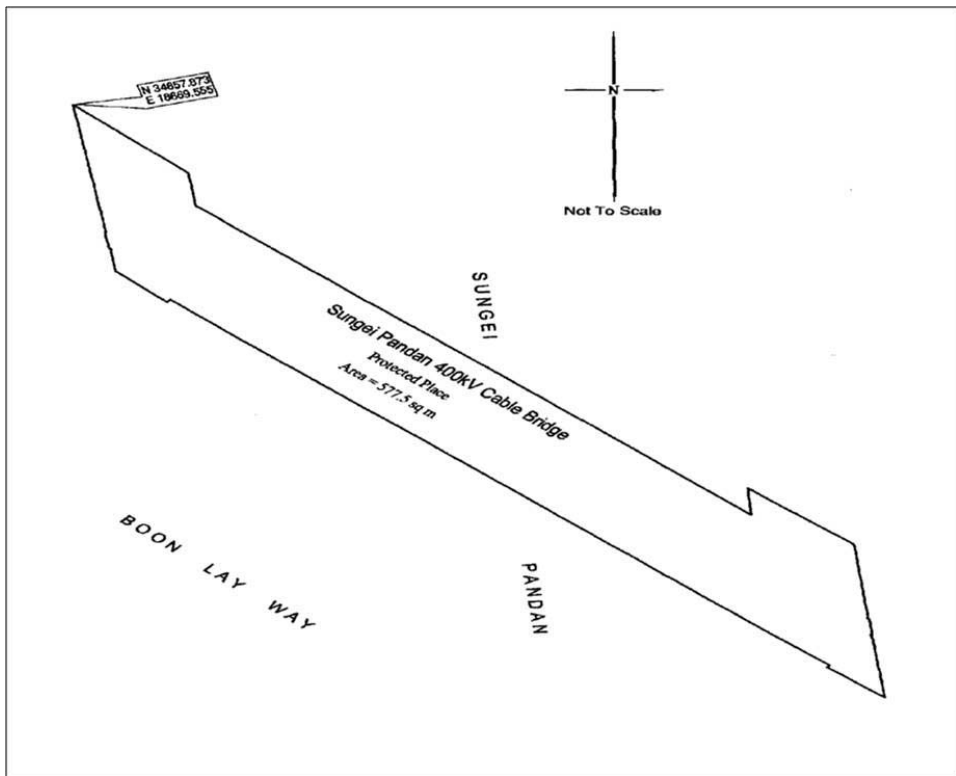 N 34657.873
E 18669.555
N
Not To Scale
SUNGEI
Sungei Pandan 400kV Cable Bridge
Protected Place
Area = 577.5 sq m
BOON LAY WAY
PANDAN